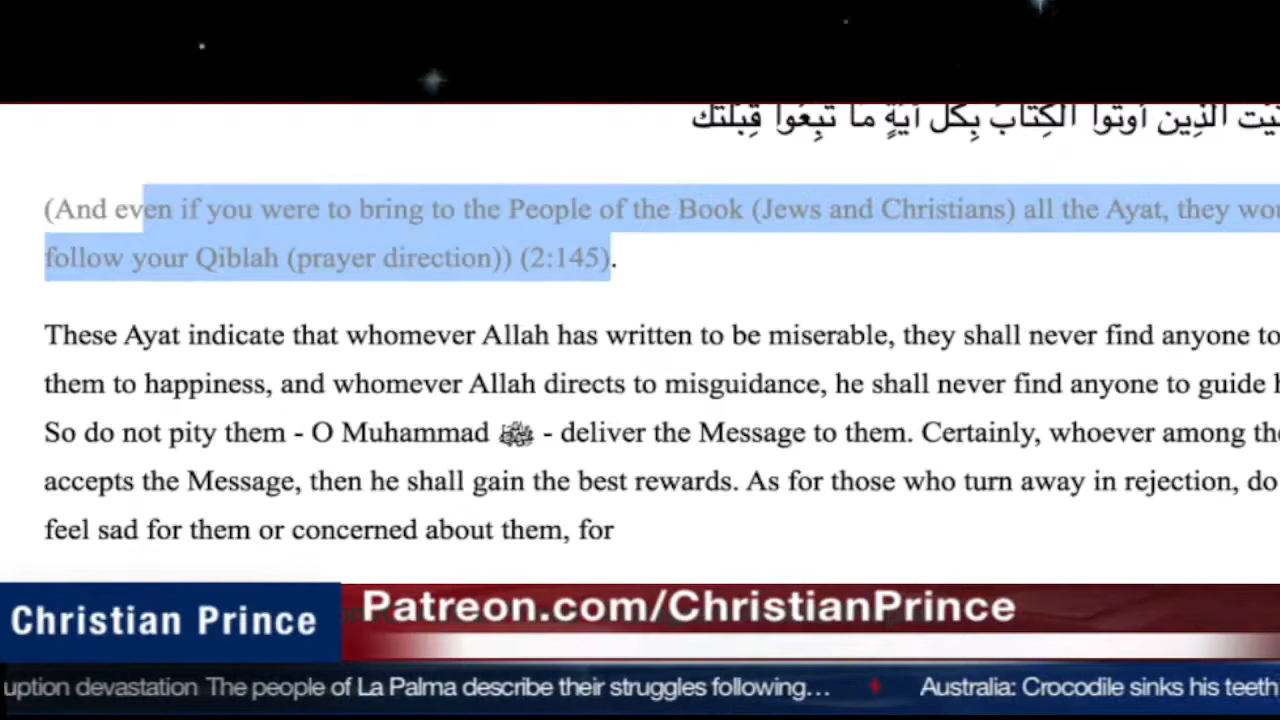 الَّذِينَ أُوتُوا الْكِتَابَ بِكُلِّ آيَةٍ مَّا تَبِعُوا قِبْلَتَكَ
(And even if you were to bring to the People of the Book (Jews and Christians) all the Ayat, they
follow your Qiblah (prayer direction)) (2:145).
These Ayat indicate that whomever Allah has written to be miserable, they shall never find anyone to
them to happiness, and whomever Allah directs to misguidance, he shall never find anyone to guide
So do not pity them - O Muhammad ﷺ - deliver the Message to them. Certainly, whoever among
accepts the Message, then he shall gain the best rewards. As for those who turn away in rejection, do
feel sad for them or concerned about them, for
Christian Prince
Patreon.com/ChristianPrince
uption devastation The people of La Palma describe their struggles following... Australia: Crocodile sinks his teeth